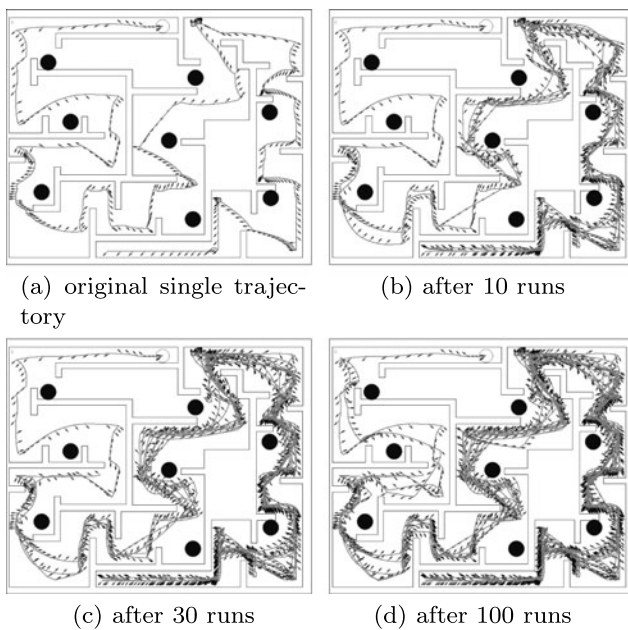 (a) original single trajec-
tory
(b) after 10 runs
(c) after 30 runs
(d) after 100 runs